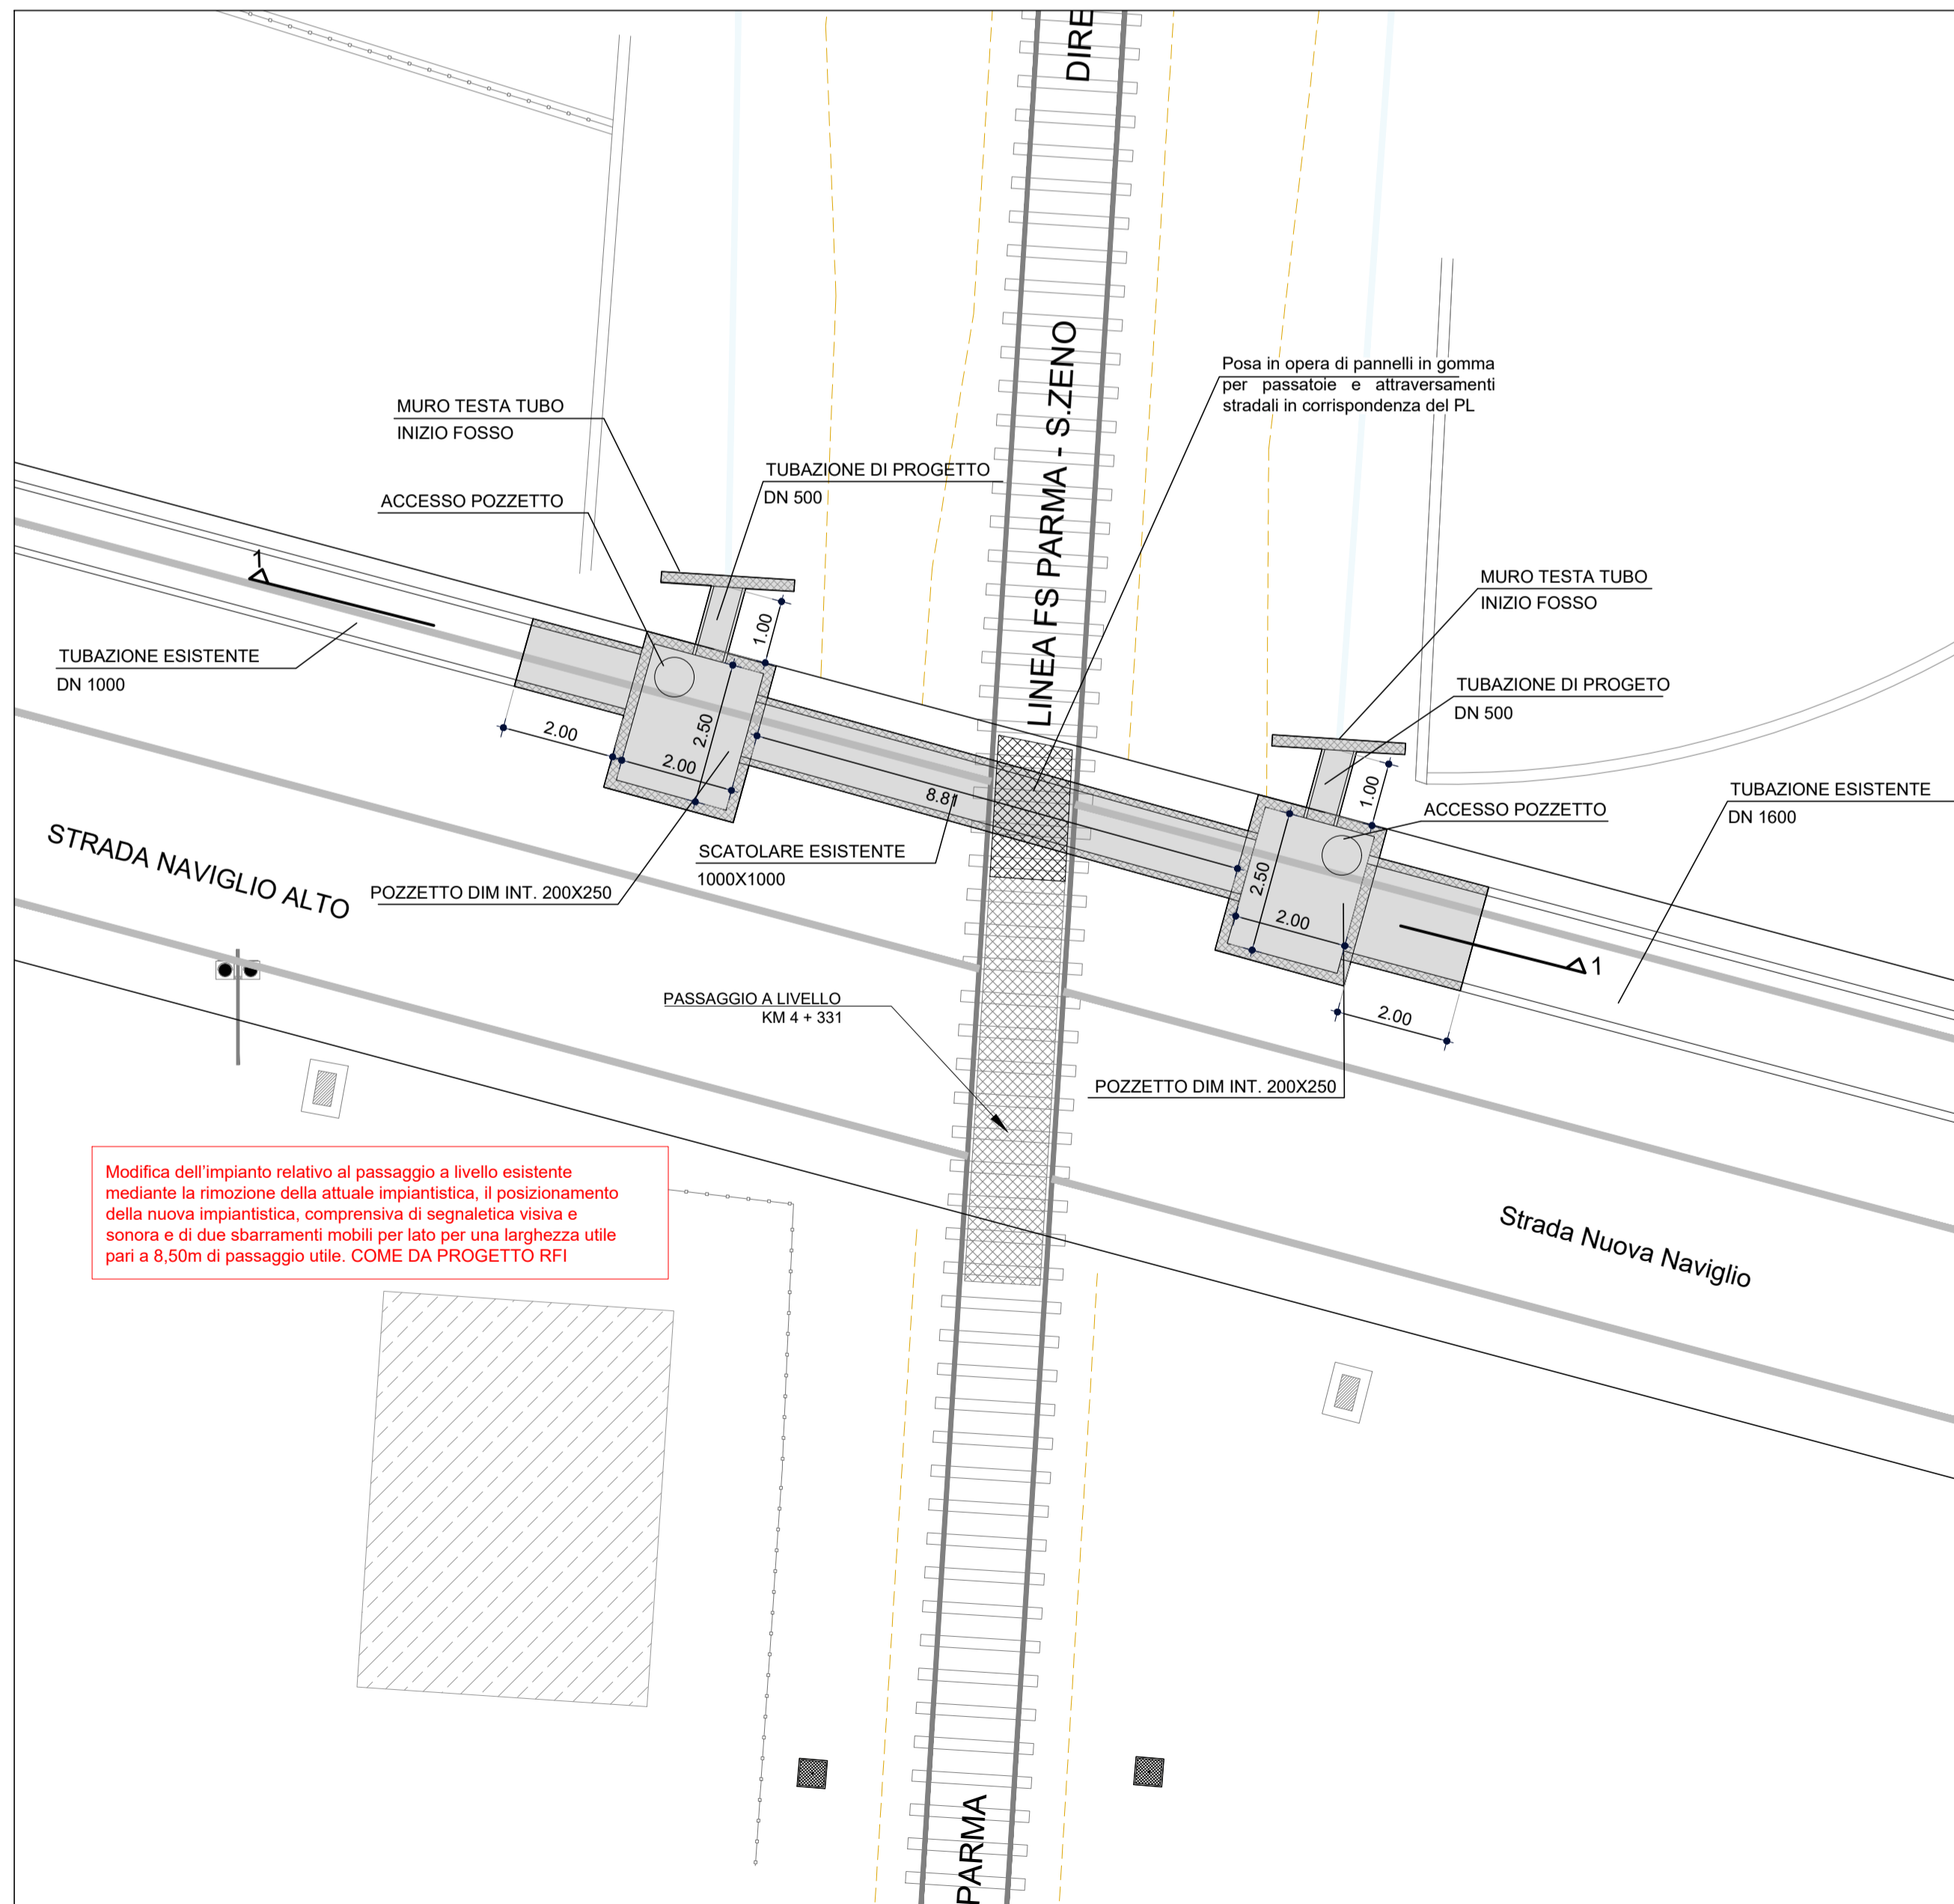 DIRE
LINEA FS PARMA - S.ZENO
Posa in opera di pannelli in gomma
per passatoie e attraversamenti
stradali in corrispondenza del PL
MURO TESTA TUBO
INIZIO FOSSO
TUBAZIONE DI PROGETTO
DN 500
ACCESSO POZZETTO
1
TUBAZIONE ESISTENTE
DN 1000
1.00
2.00
2.50
2.00
8.8
SCATOLARE ESISTENTE
1000X1000
POZZETTO DIM INT. 200X250
STRADA NAVIGLIO ALTO
MURO TESTA TUBO
INIZIO FOSSO
TUBAZIONE DI PROGETO
DN 500
TUBAZIONE ESISTENTE
DN 1600
1.00
ACCESSO POZZETTO
2.50
2.00
1
2.00
PASSAGGIO A LIVELLO
KM 4 + 331
POZZETTO DIM INT. 200X250
Modifica dell'impianto relativo al passaggio a livello esistente
mediante la rimozione della attuale impiantistica, il posizionamento
della nuova impiantistica, comprensiva di segnaletica visiva e
sonora e di due sbarramenti mobili per lato per una larghezza utile
pari a 8,50m di passaggio utile. COME DA PROGETTO RFI
Strada Nuova Naviglio
PARMA